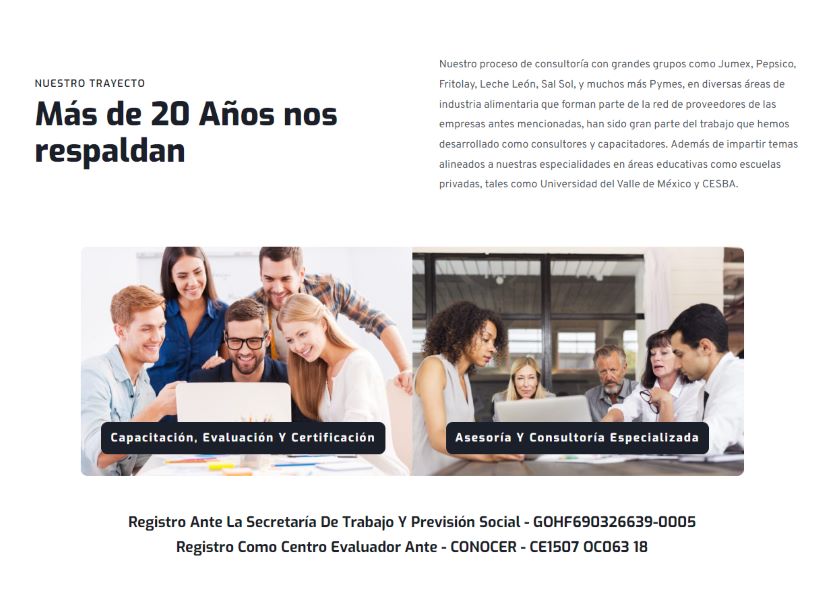 NUESTRO TRAYECTO
Más de 20 Años nos
respaldan
Nuestro proceso de consultoría con grandes grupos como Jumex, Pepsico,
Fritolay, Leche León, Sal Sol, y muchos más Pymes, en diversas áreas de
industria alimentaria que forman parte de la red de proveedores de las
empresas antes mencionadas, han sido gran parte del trabajo que hemos
desarrollado como consultores y capacitadores. Además de impartir temas
alineados a nuestras especialidades en áreas educativas como escuelas
privadas, tales como Universidad del Valle de México y CESBA.
Capacitación, Evaluación Y Certificación
Asesoría Y Consultoría Especializada
Registro Ante La Secretaría De Trabajo Y Previsión Social - GOHF690326639-0005
Registro Como Centro Evaluador Ante - CONOCER - CE1507 OC063 18